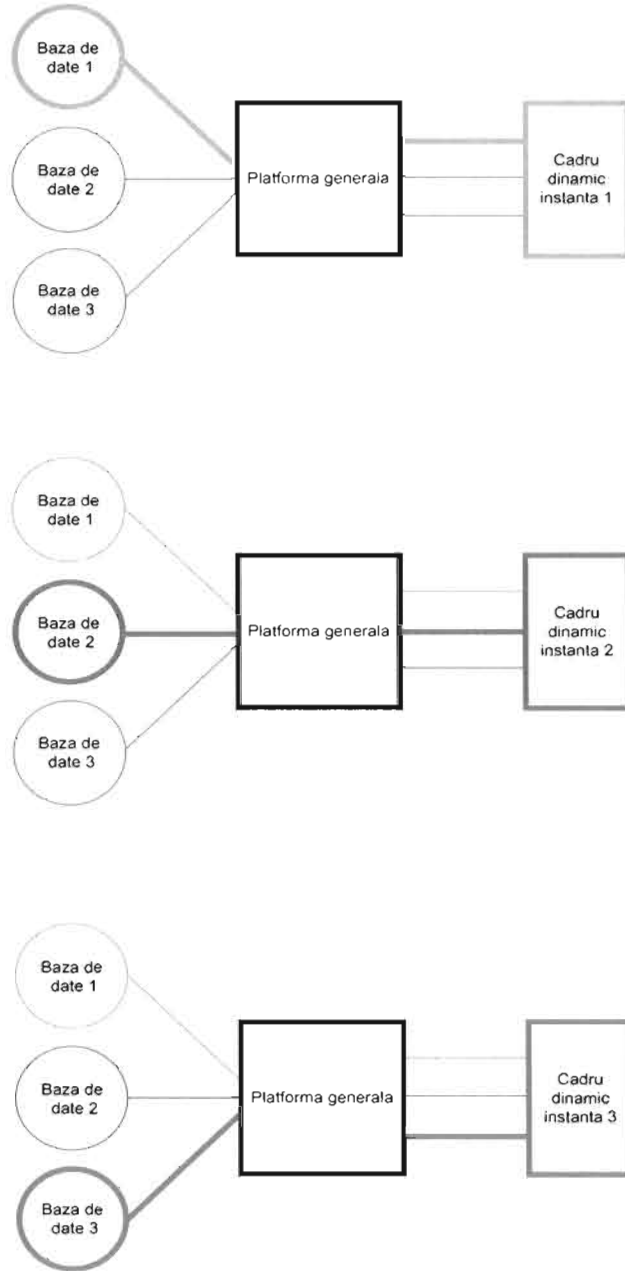 Baza de
date 1
Baza de
date 2
Baza de
date 3
Platforma generala
Cadru
dinamic
instanta 1
Baza de
date 1
Baza de
date 2
Baza de
date 3
Platforma generala
Cadru
dinamic
instanta 2
Baza de
date 1
Baza de
date 2
Baza de
date 3
Platforma generala
Cadru
dinamic
instanta 3